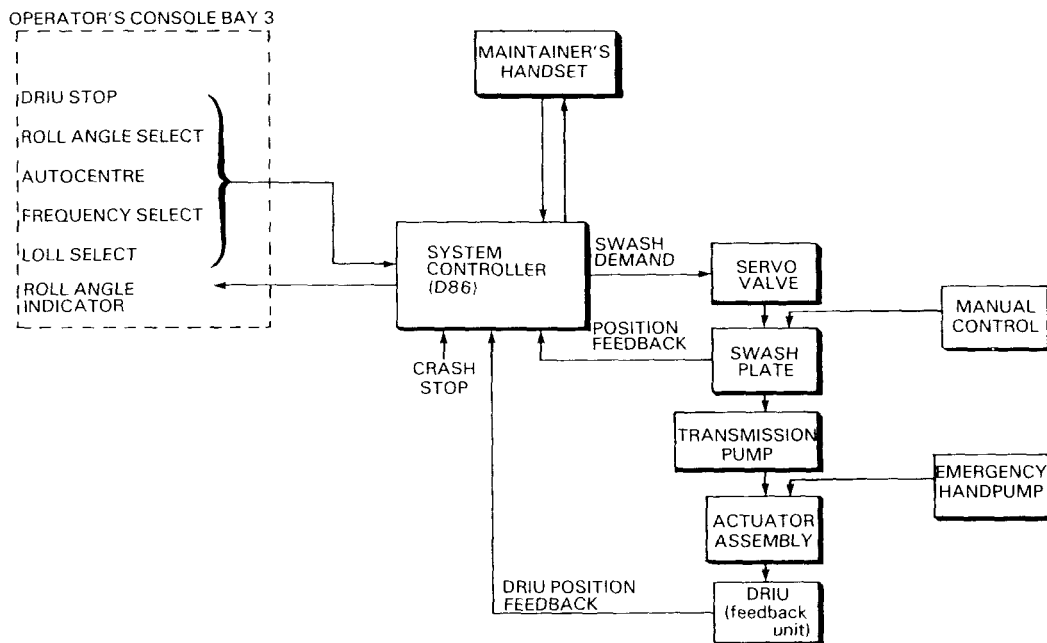 OPERATOR'S CONSOLE BAY 3
DRIU STOP
ROLL ANGLE SELECT
AUTOCENTRE
FREQUENCY SELECT
LOLL SELECT
ROLL ANGLE
INDICATOR
MAINTAINER'S
HANDSET
SYSTEM
CONTROLLER
(D86)
SWASH
DEMAND
SERVO
VALVE
MANUAL
CONTROL
POSITION
FEEDBACK
SWASH
PLATE
CRASH
STOP
TRANSMISSION
PUMP
EMERGENCY
HANDPUMP
ACTUATOR
ASSEMBLY
DRIU POSITION
FEEDBACK
DRIU
(feedback
unit)